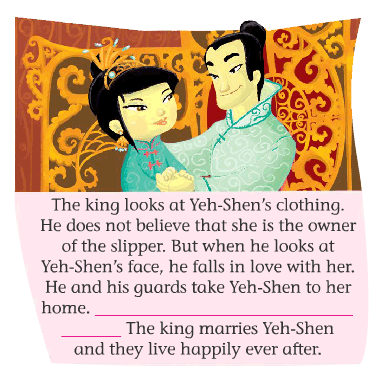 The king looks at Yeh-Shen's clothing.
He does not believe that she is the owner
of the slipper. But when he looks at
Yeh-Shen's face, he falls in love with her.
He and his guards take Yeh-Shen to her
home. ____________________________
________ The king marries Yeh-Shen
and they live happily ever after.